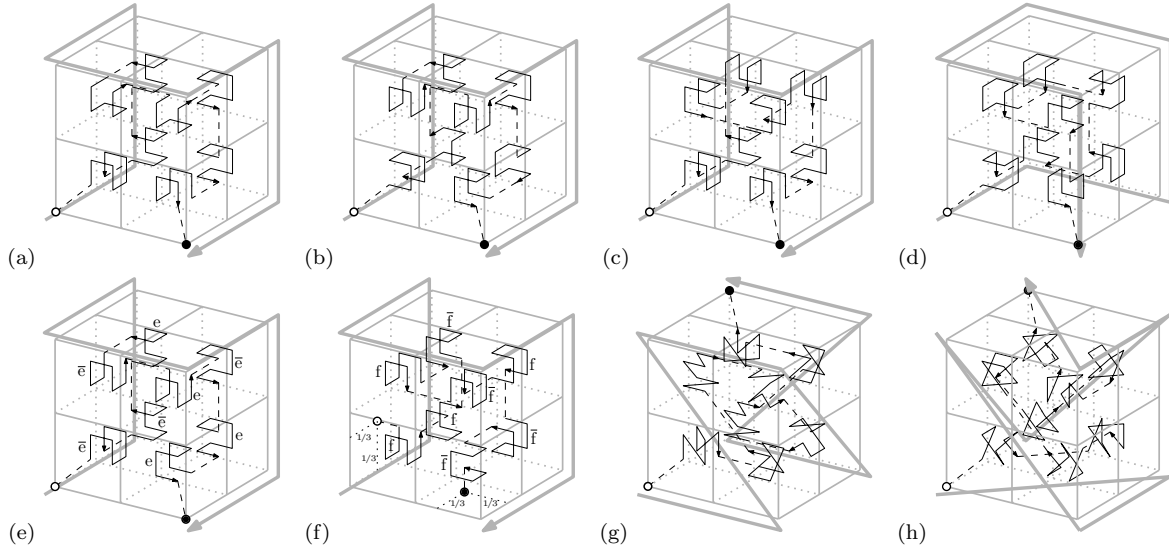 (a) (b) (c) (d)
e
e̅ e̅
e
e̅ e
e̅ e
(e)
f̅
f f
f̅
f
1/3 f f̅
1/3 f̅
1/3 1/3
(f) (g) (h)